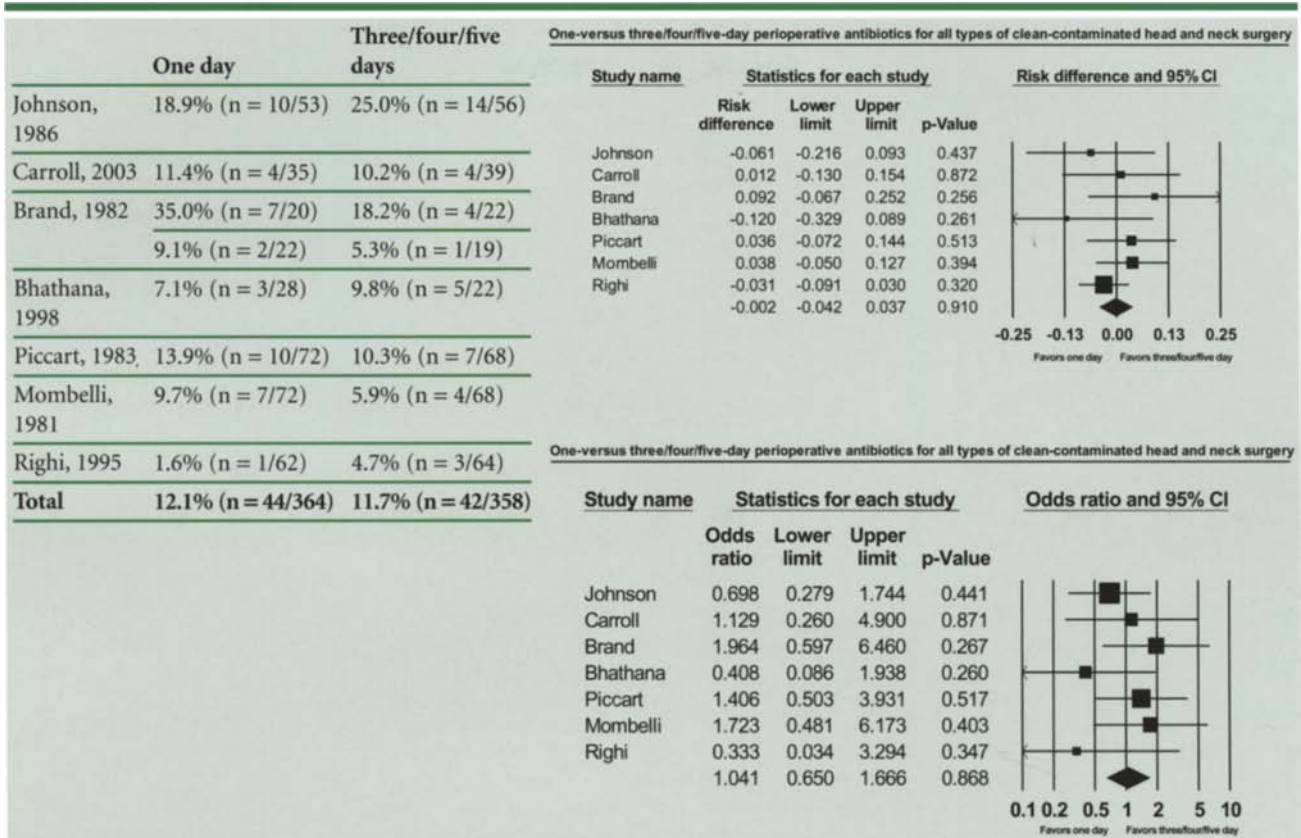 One day
Three/four/five days
Johnson, 1986
18.9% (n = 10/53)
25.0% (n = 14/56)
Carroll, 2003
11.4% (n = 4/35)
10.2% (n = 4/39)
Brand, 1982
35.0% (n = 7/20)
18.2% (n = 4/22)
9.1% (n = 2/22)
5.3% (n = 1/19)
Bhathana, 1998
7.1% (n = 3/28)
9.8% (n = 5/22)
Piccart, 1983
13.9% (n = 10/72)
10.3% (n = 7/68)
Mombelli, 1981
9.7% (n = 7/72)
5.9% (n = 4/68)
Righi, 1995
1.6% (n = 1/62)
4.7% (n = 3/64)
Total
12.1% (n = 44/364)
11.7% (n = 42/358)
One-versus three/four/five-day perioperative antibiotics for all types of clean-contaminated head and neck surgery
Study name Statistics for each study Risk difference and 95% CI
Risk difference Lower limit Upper limit p-Value
Johnson -0.061 -0.216 0.093 0.437
Carroll 0.012 -0.130 0.154 0.872
Brand 0.092 -0.067 0.252 0.256
Bhathana -0.120 -0.329 0.089 0.261
Piccart 0.036 -0.072 0.144 0.513
Mombelli 0.038 -0.050 0.127 0.394
Righi -0.031 -0.091 0.030 0.320
-0.002 -0.042 0.037 0.910
-0.25 -0.13 0.00 0.13 0.25
Favors one day Favors three/four/five day
One-versus three/four/five-day perioperative antibiotics for all types of clean-contaminated head and neck surgery
Study name Statistics for each study Odds ratio and 95% CI
Odds ratio Lower limit Upper limit p-Value
Johnson 0.698 0.279 1.744 0.441
Carroll 1.129 0.260 4.900 0.871
Brand 1.964 0.597 6.460 0.267
Bhathana 0.408 0.086 1.938 0.260
Piccart 1.406 0.503 3.931 0.517
Mombelli 1.723 0.481 6.173 0.403
Righi 0.333 0.034 3.294 0.347
1.041 0.650 1.666 0.868
0.1 0.2 0.5 1 2 5 10
Favors one day Favors three/four/five day